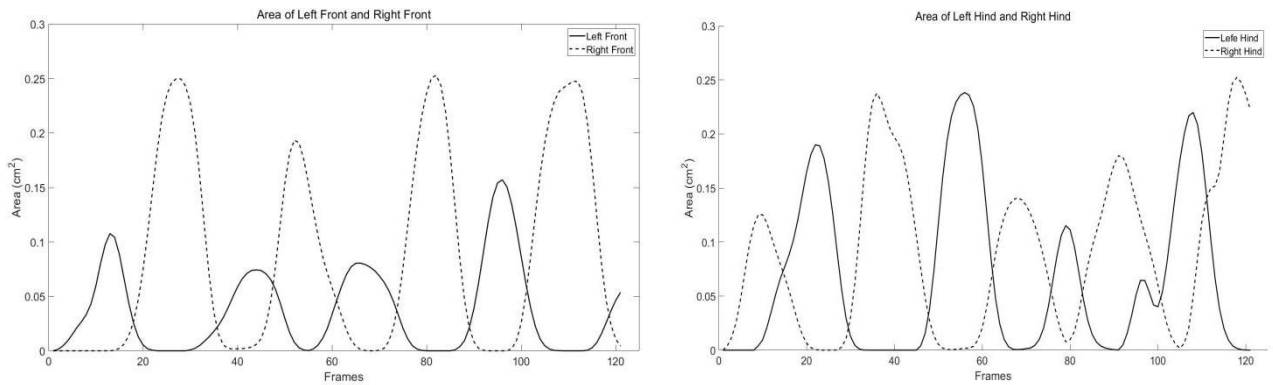 Area of Left Front and Right Front
0.3
0.25
0.2
0.15
0.1
0.05
0
Area (cm2)
0
20
40
60
80
100
120
Frames
Left Front
Right Front
Area of Left Hind and Right Hind
0.3
0.25
0.2
0.15
0.1
0.05
0
Area (cm2)
0
20
40
60
80
100
120
Frames
Lefe Hind
Right Hind